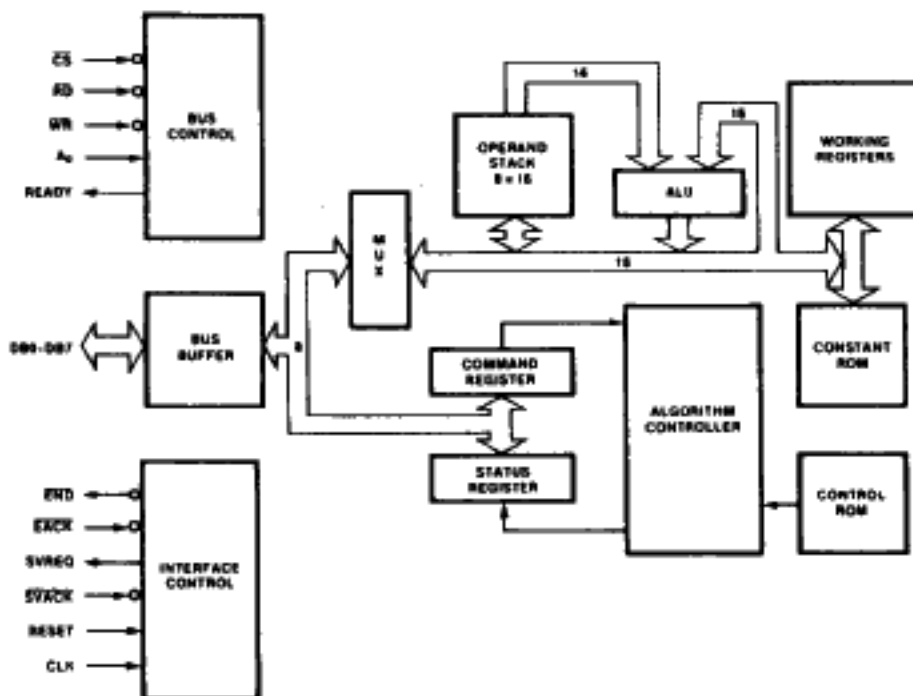 CS
RD
WR
A0
READY
BUS
CONTROL
16
OPERAND
STACK
8 × 16
16
ALU
WORKING
REGISTERS
MUX
16
DB0-DB7
BUS
BUFFER
8
COMMAND
REGISTER
ALGORITHM
CONTROLLER
CONSTANT
ROM
STATUS
REGISTER
CONTROL
ROM
END
EACK
SVREQ
SVACK
RESET
CLK
INTERFACE
CONTROL